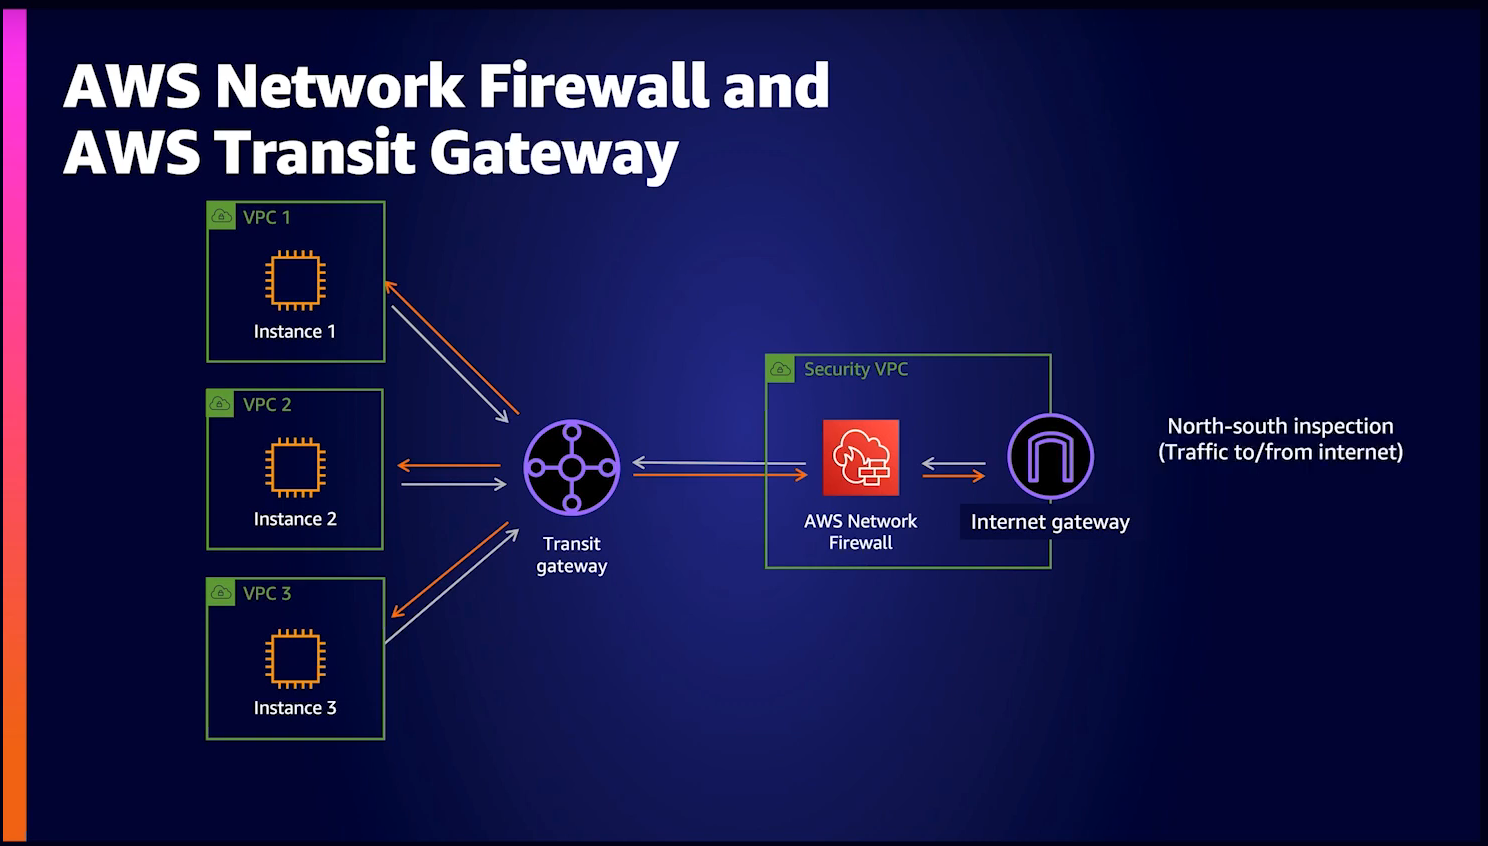 AWS Network Firewall and
AWS Transit Gateway
VPC 1
Instance 1
VPC 2
Instance 2
VPC 3
Instance 3
Transit
gateway
Security VPC
AWS Network
Firewall
Internet gateway
North-south inspection
(Traffic to/from internet)